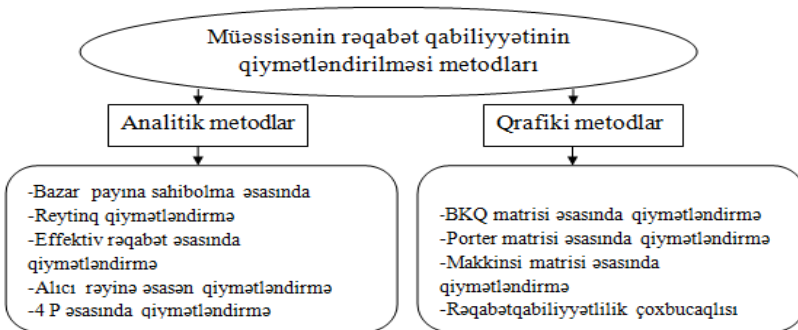 Müəssisənin rəqabət qabiliyyətinin
qiymətləndirilməsi metodları
Analitik metodlar
-Bazar payına sahibolma əsasında
-Reytinq qiymətləndirmə
-Effektiv rəqabət əsasında
qiymətləndirmə
-Alıcı rəyinə əsasən qiymətləndirmə
-4 P əsasında qiymətləndirmə
Qrafiki metodlar
-BKQ matrisi əsasında qiymətləndirmə
-Porter matrisi əsasında qiymətləndirmə
-Makkinsi matrisi əsasında
qiymətləndirmə
-Rəqabətqabiliyyətlilik çoxbucaqlısı